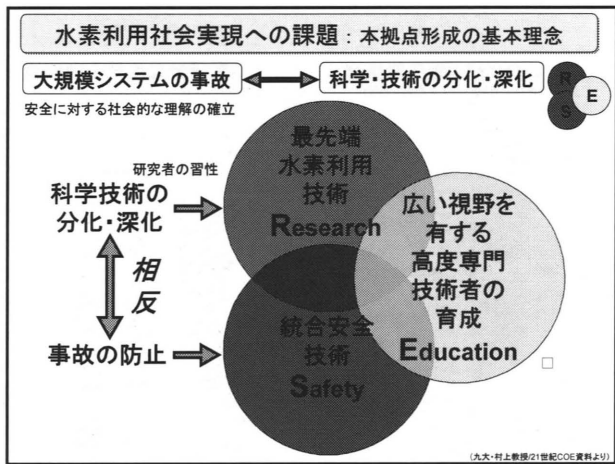 水素利用社会実現への課題：本拠点形成の基本理念
大規模システムの事故
科学・技術の分化・深化
R
E
S
安全に対する社会的な理解の確立
研究者の習性
科学技術の
分化・深化
相
反
事故の防止
最先端
水素利用
技術
Research
広い視野を
有する
高度専門
技術者の
育成
Education
統合安全
技術
Safety
(九大・村上教授/21世紀COE資料より)